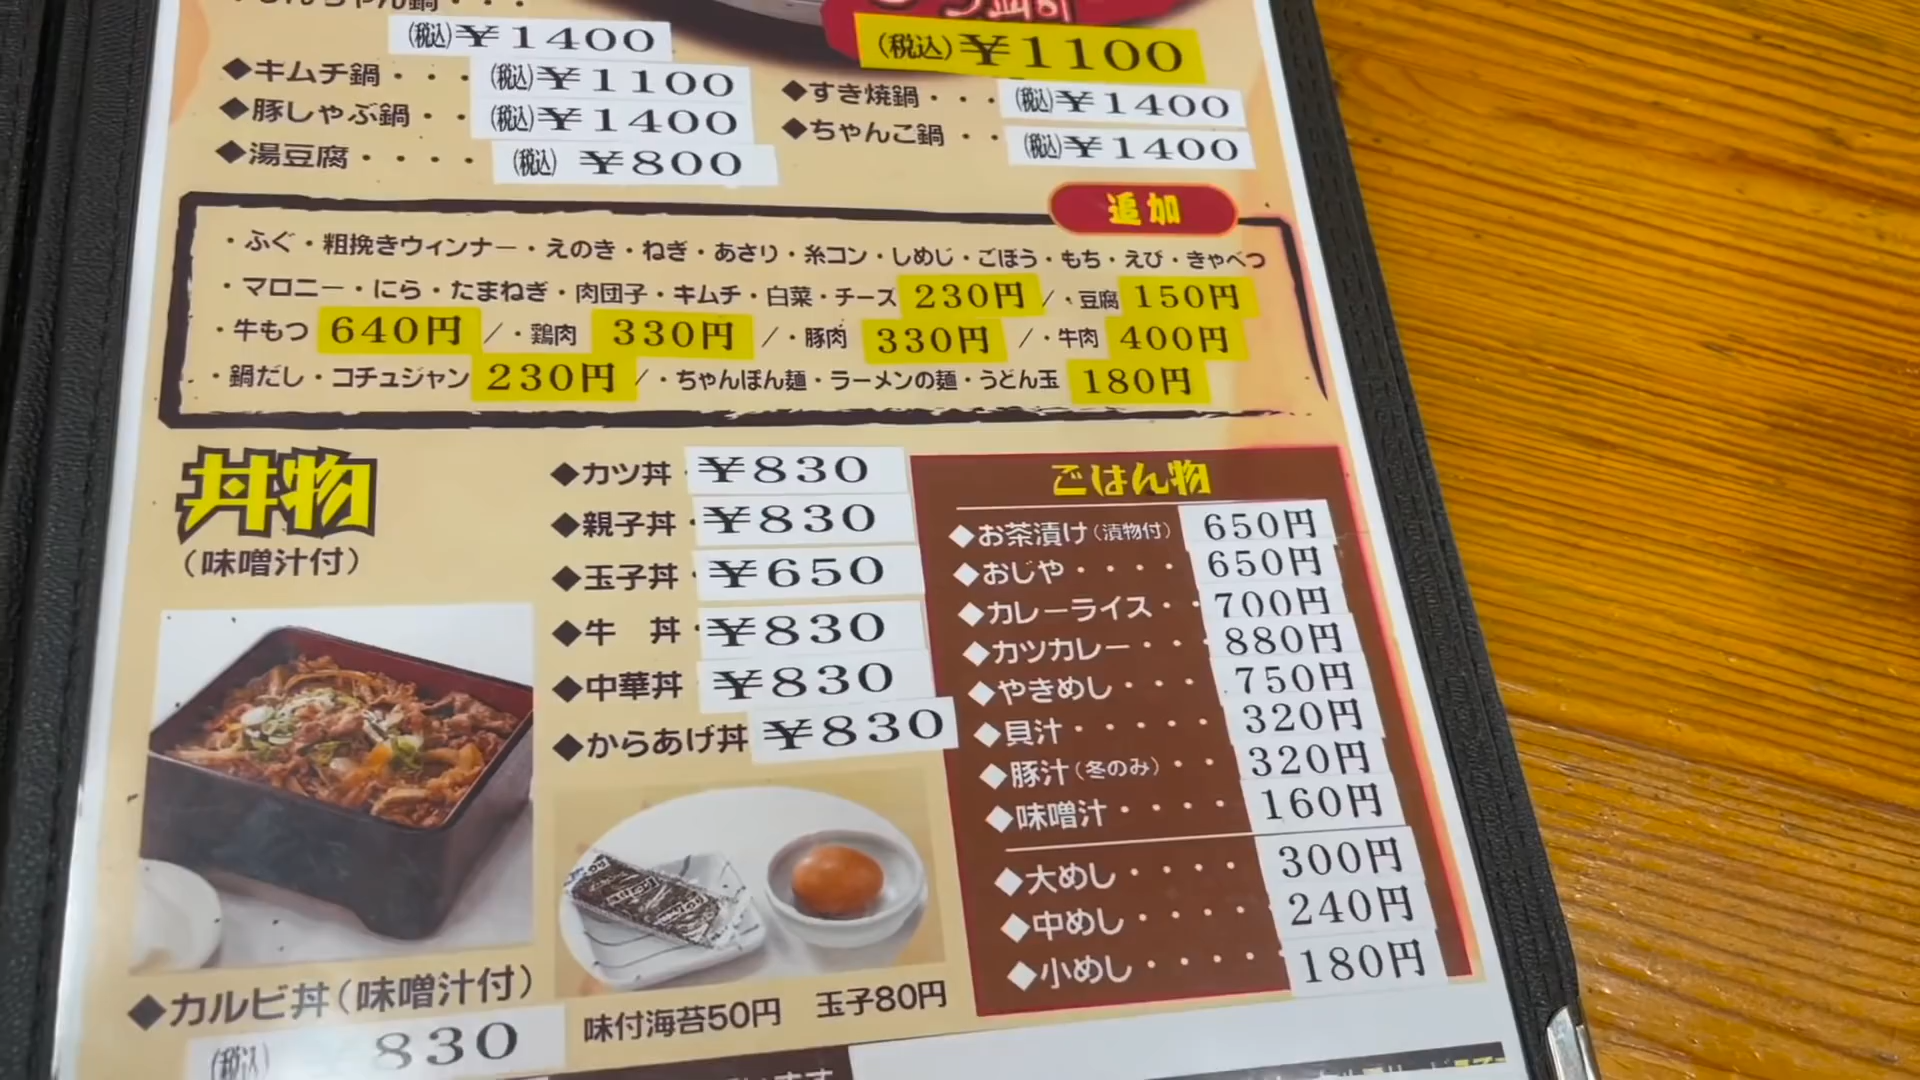 (税込)¥1400
(税込)¥1100
◆キムチ鍋・・・(税込)¥1100
◆豚しゃぶ鍋・・(税込)¥1400
◆湯豆腐・・・・(税込)¥800
◆すき焼鍋・・・(税込)¥1400
◆ちゃんこ鍋・・(税込)¥1400
追加
・ふぐ・粗挽きウィンナー・えのき・ねぎ・あさり・糸コン・しめじ・ごぼう・もち・えび・きゃべつ
・マロニー・にら・たまねぎ・肉団子・キムチ・白菜・チーズ 230円/・豆腐 150円
・牛もつ 640円/・鶏肉 330円/・豚肉 330円/・牛肉 400円
・鍋だし・コチュジャン 230円/・ちゃんぽん麺・ラーメンの麺・うどん玉 180円
丼物
(味噌汁付)
◆カツ丼・¥830
◆親子丼・¥830
◆玉子丼・¥650
◆牛 丼・¥830
◆中華丼 ¥830
◆からあげ丼 ¥830
◆カルビ丼(味噌汁付)
(税込) 830
味付海苔50円 玉子80円
ごはん物
◆お茶漬け(漬物付) 650円
◆おじや・・・・650円
◆カレーライス・・700円
◆カツカレー・・・880円
◆やきめし・・・750円
◆貝汁・・・・・320円
◆豚汁(冬のみ)・・320円
◆味噌汁・・・・160円
◆大めし・・・・300円
◆中めし・・・・240円
◆小めし・・・・180円